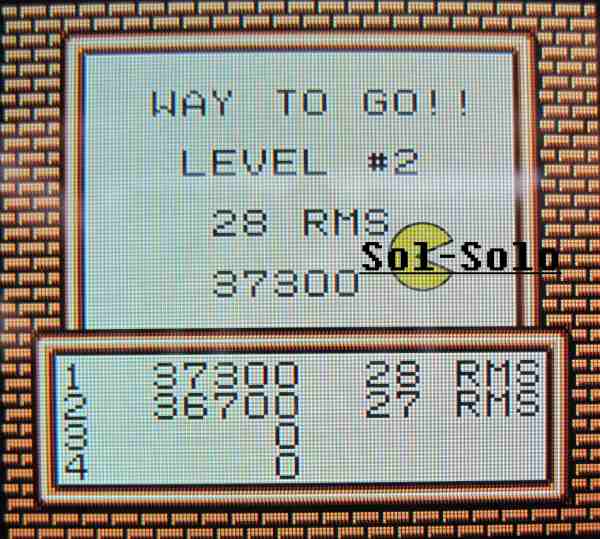 WAY TO GO!!
LEVEL #2
28 RMS
Sol-Solo
37300
1 37300 28 RMS
2 36700 27 RMS
3 0
4 0